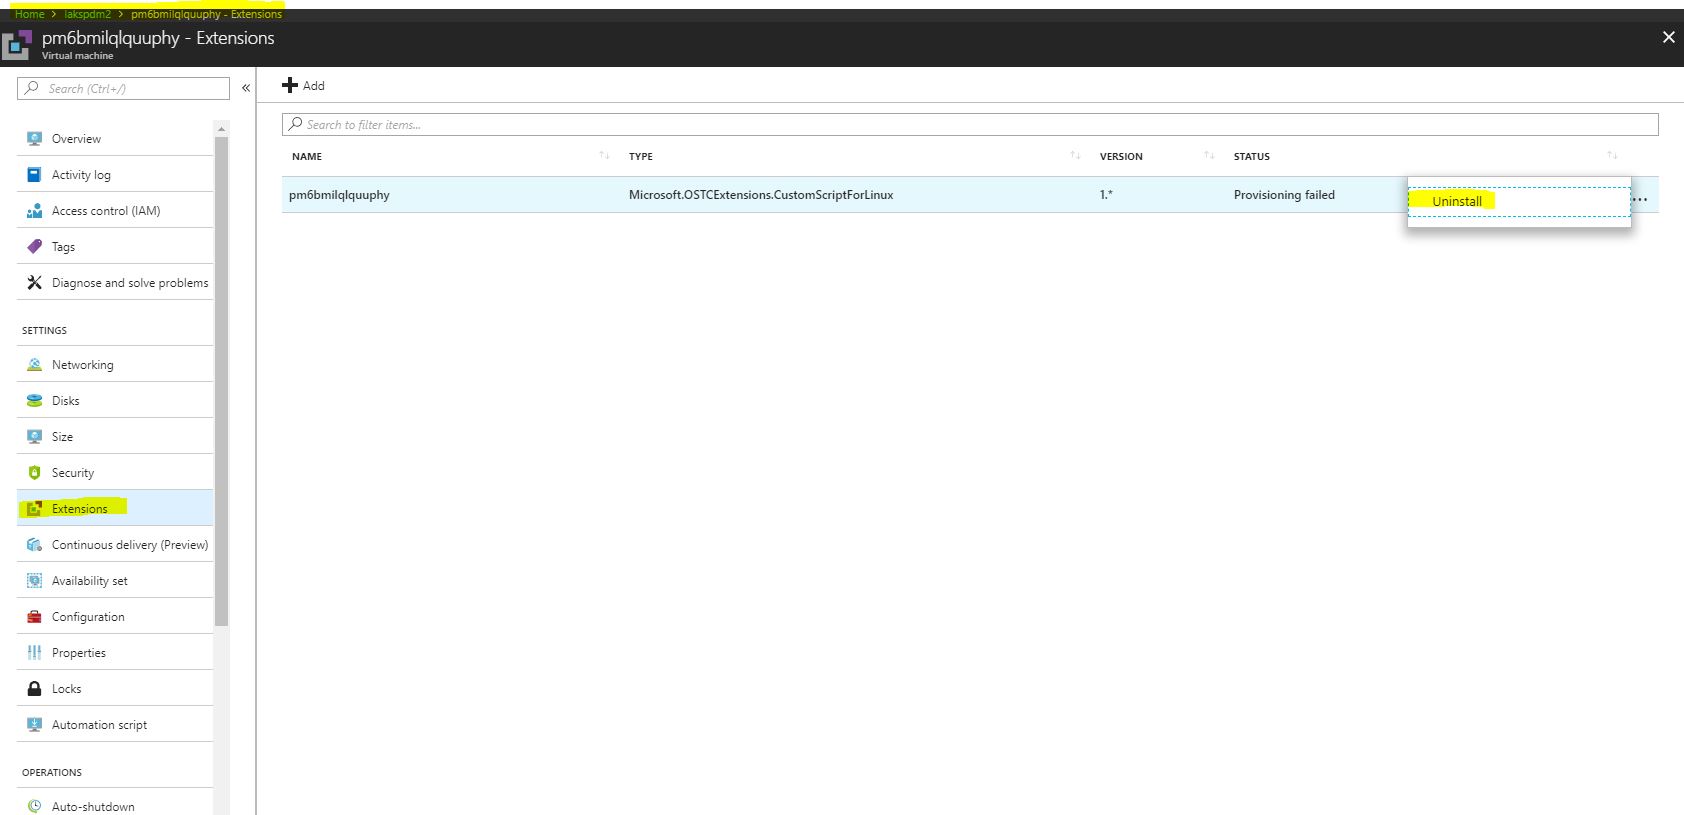 Home > lakspdm2 > pm6bmilqlquuphy - Extensions
pm6bmilqlquuphy - Extensions
Virtual machine
Search (Ctrl+/)
Overview
Activity log
Access control (IAM)
Tags
Diagnose and solve problems
SETTINGS
Networking
Disks
Size
Security
Extensions
Continuous delivery (Preview)
Availability set
Configuration
Properties
Locks
Automation script
OPERATIONS
Auto-shutdown
Add
Search to filter items...
NAME TYPE VERSION STATUS
pm6bmilqlquuphy Microsoft.OSTCExtensions.CustomScriptForLinux 1.* Provisioning failed ...
Uninstall